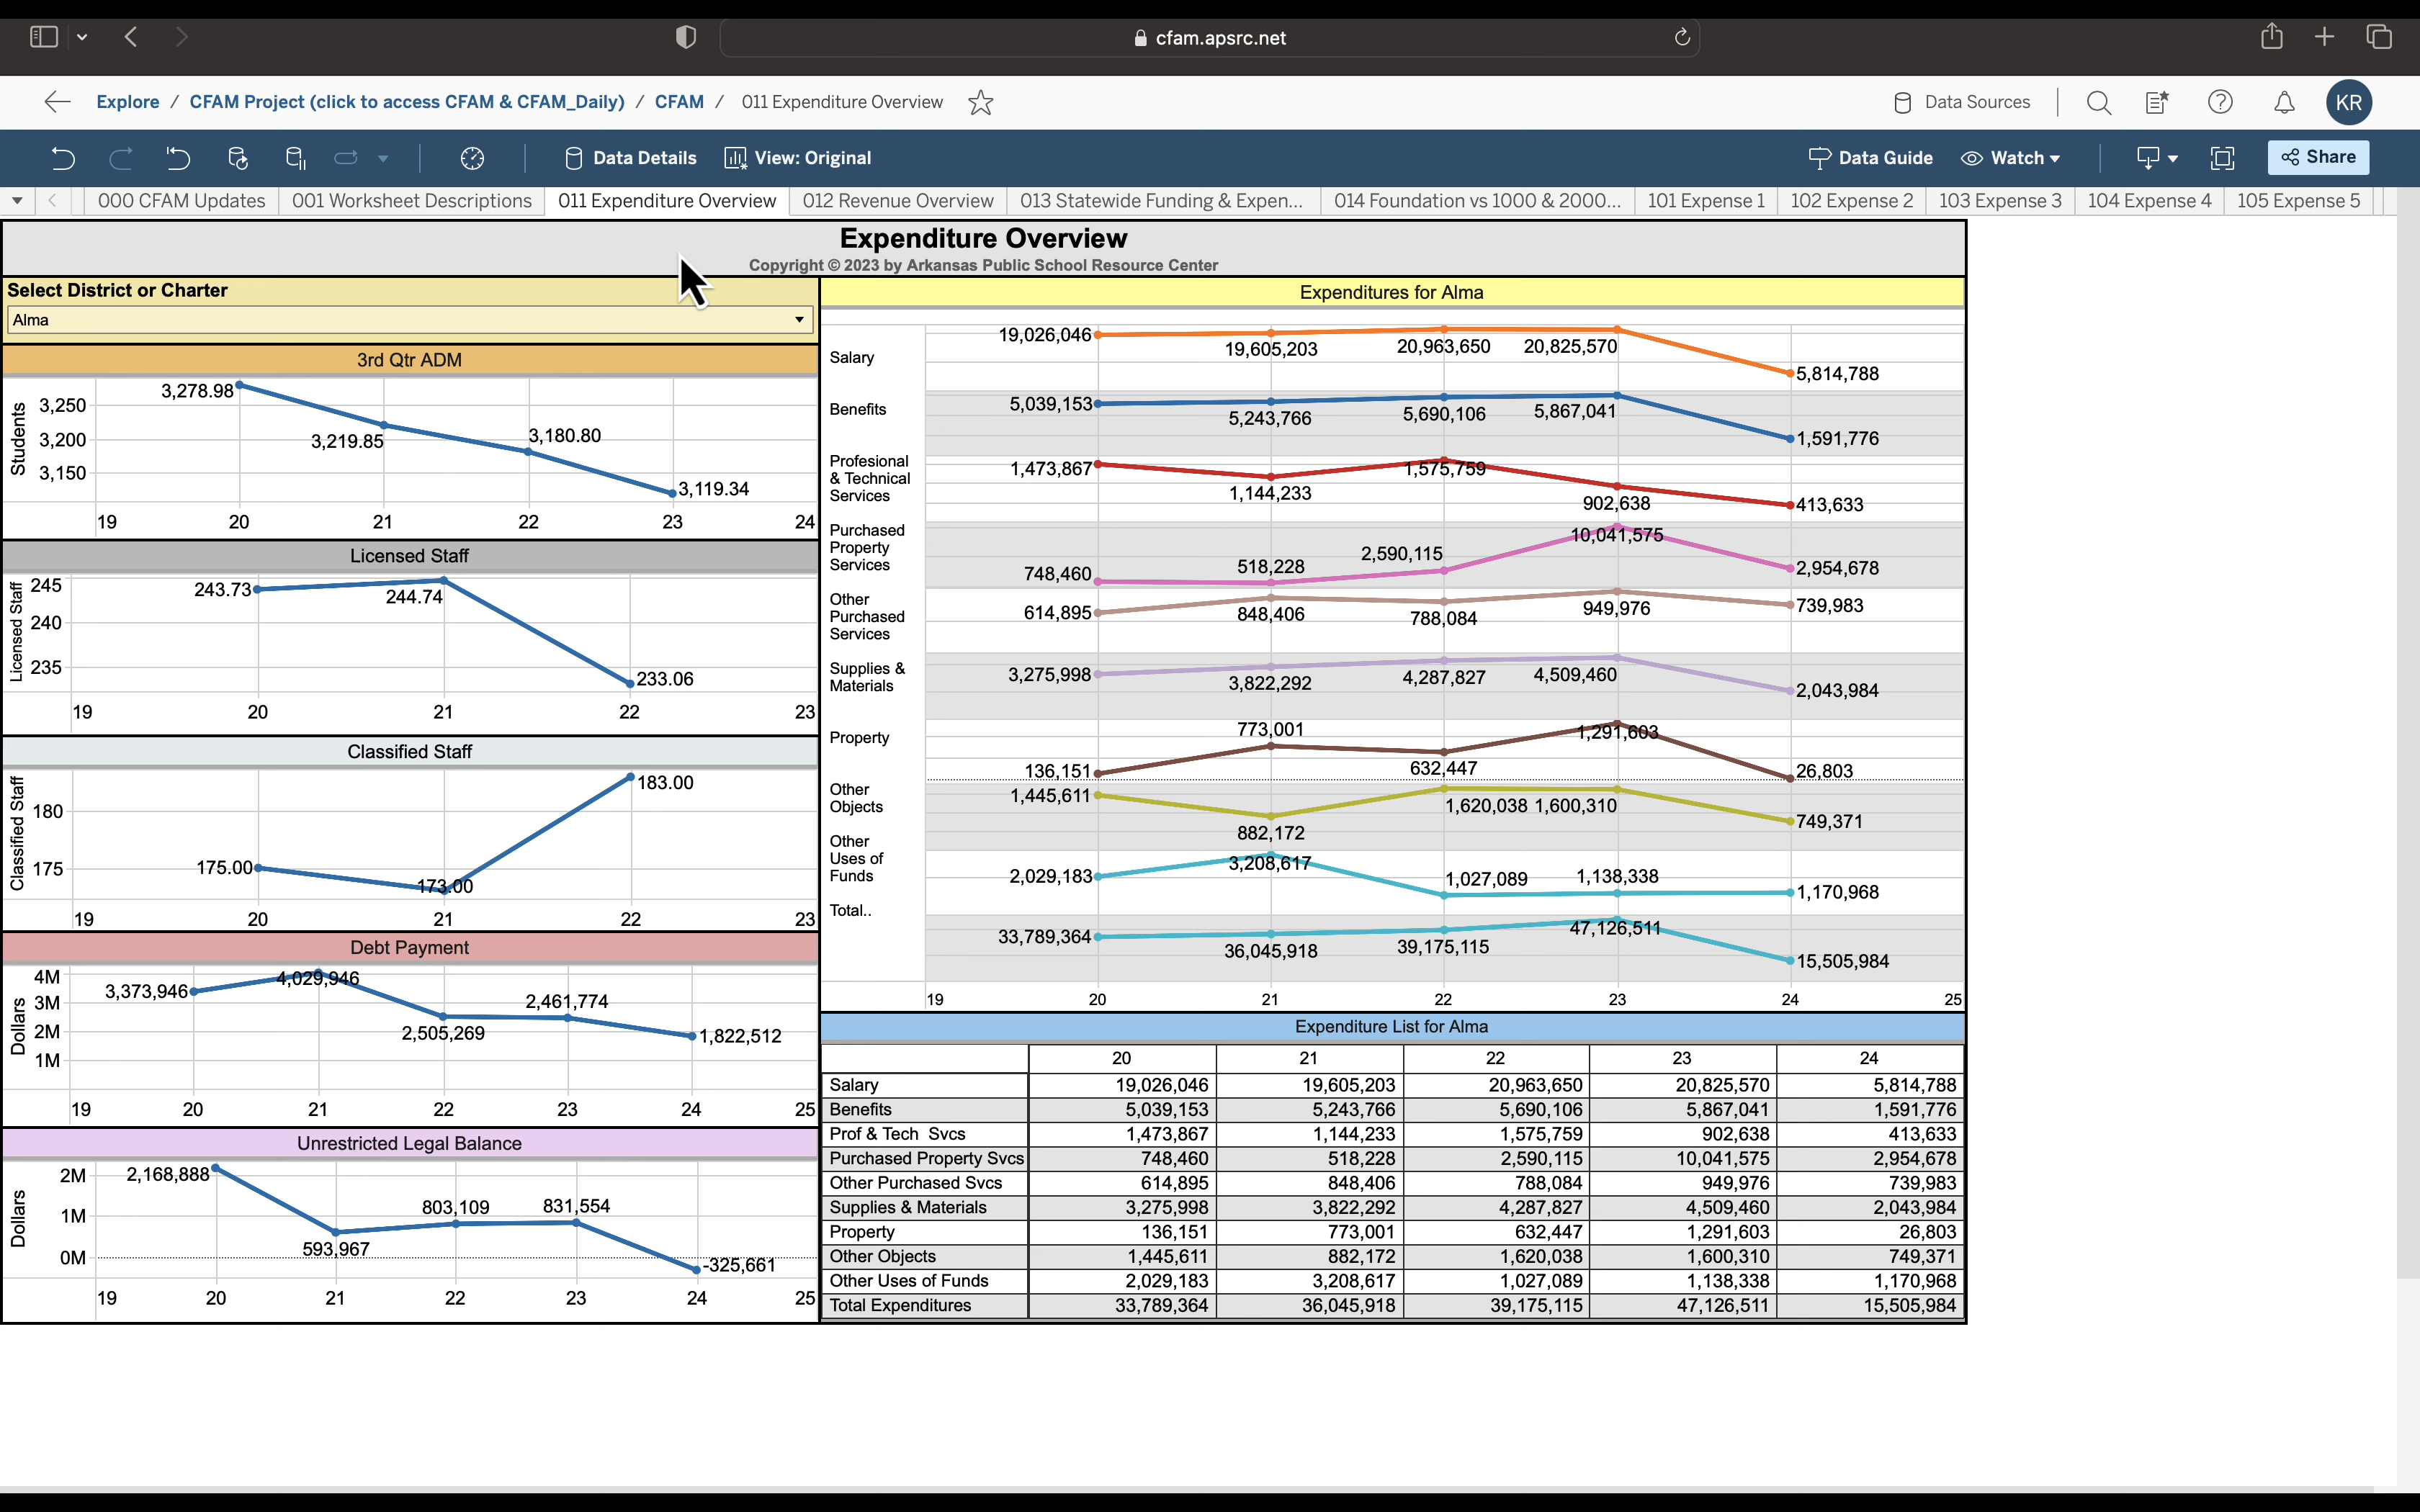 cfam.apsrc.net
Explore / CFAM Project (click to access CFAM & CFAM_Daily) / CFAM / 011 Expenditure Overview
Data Sources
KR
Data Details
View: Original
Data Guide
Watch
Share
000 CFAM Updates
001 Worksheet Descriptions
011 Expenditure Overview
012 Revenue Overview
013 Statewide Funding & Expen...
014 Foundation vs 1000 & 2000...
101 Expense 1
102 Expense 2
103 Expense 3
104 Expense 4
105 Expense 5
Expenditure Overview
Copyright © 2023 by Arkansas Public School Resource Center
Select District or Charter
Alma
3rd Qtr ADM
Students
3,250
3,200
3,150
3,278.98
3,219.85
3,180.80
3,119.34
19 20 21 22 23 24
Licensed Staff
Licensed Staff
245
240
235
243.73
244.74
233.06
19 20 21 22 23
Classified Staff
Classified Staff
180
175
175.00
173.00
183.00
19 20 21 22 23
Debt Payment
Dollars
4M
3M
2M
1M
3,373,946
4,029,946
2,505,269
2,461,774
1,822,512
19 20 21 22 23 24 25
Unrestricted Legal Balance
Dollars
2M
1M
0M
2,168,888
593,967
803,109
831,554
-325,661
19 20 21 22 23 24 25
Expenditures for Alma
Salary
19,026,046 19,605,203 20,963,650 20,825,570 5,814,788
Benefits
5,039,153 5,243,766 5,690,106 5,867,041 1,591,776
Profesional
& Technical
Services
1,473,867 1,144,233 1,575,759 902,638 413,633
Purchased
Property
Services
748,460 518,228 2,590,115 10,041,575 2,954,678
Other
Purchased
Services
614,895 848,406 788,084 949,976 739,983
Supplies &
Materials
3,275,998 3,822,292 4,287,827 4,509,460 2,043,984
Property
136,151 773,001 632,447 1,291,603 26,803
Other
Objects
1,445,611 882,172 1,620,038 1,600,310 749,371
Other
Uses of
Funds
2,029,183 3,208,617 1,027,089 1,138,338 1,170,968
Total..
33,789,364 36,045,918 39,175,115 47,126,511 15,505,984
19 20 21 22 23 24 25
Expenditure List for Alma
20 21 22 23 24
Salary 19,026,046 19,605,203 20,963,650 20,825,570 5,814,788
Benefits 5,039,153 5,243,766 5,690,106 5,867,041 1,591,776
Prof & Tech Svcs 1,473,867 1,144,233 1,575,759 902,638 413,633
Purchased Property Svcs 748,460 518,228 2,590,115 10,041,575 2,954,678
Other Purchased Svcs 614,895 848,406 788,084 949,976 739,983
Supplies & Materials 3,275,998 3,822,292 4,287,827 4,509,460 2,043,984
Property 136,151 773,001 632,447 1,291,603 26,803
Other Objects 1,445,611 882,172 1,620,038 1,600,310 749,371
Other Uses of Funds 2,029,183 3,208,617 1,027,089 1,138,338 1,170,968
Total Expenditures 33,789,364 36,045,918 39,175,115 47,126,511 15,505,984